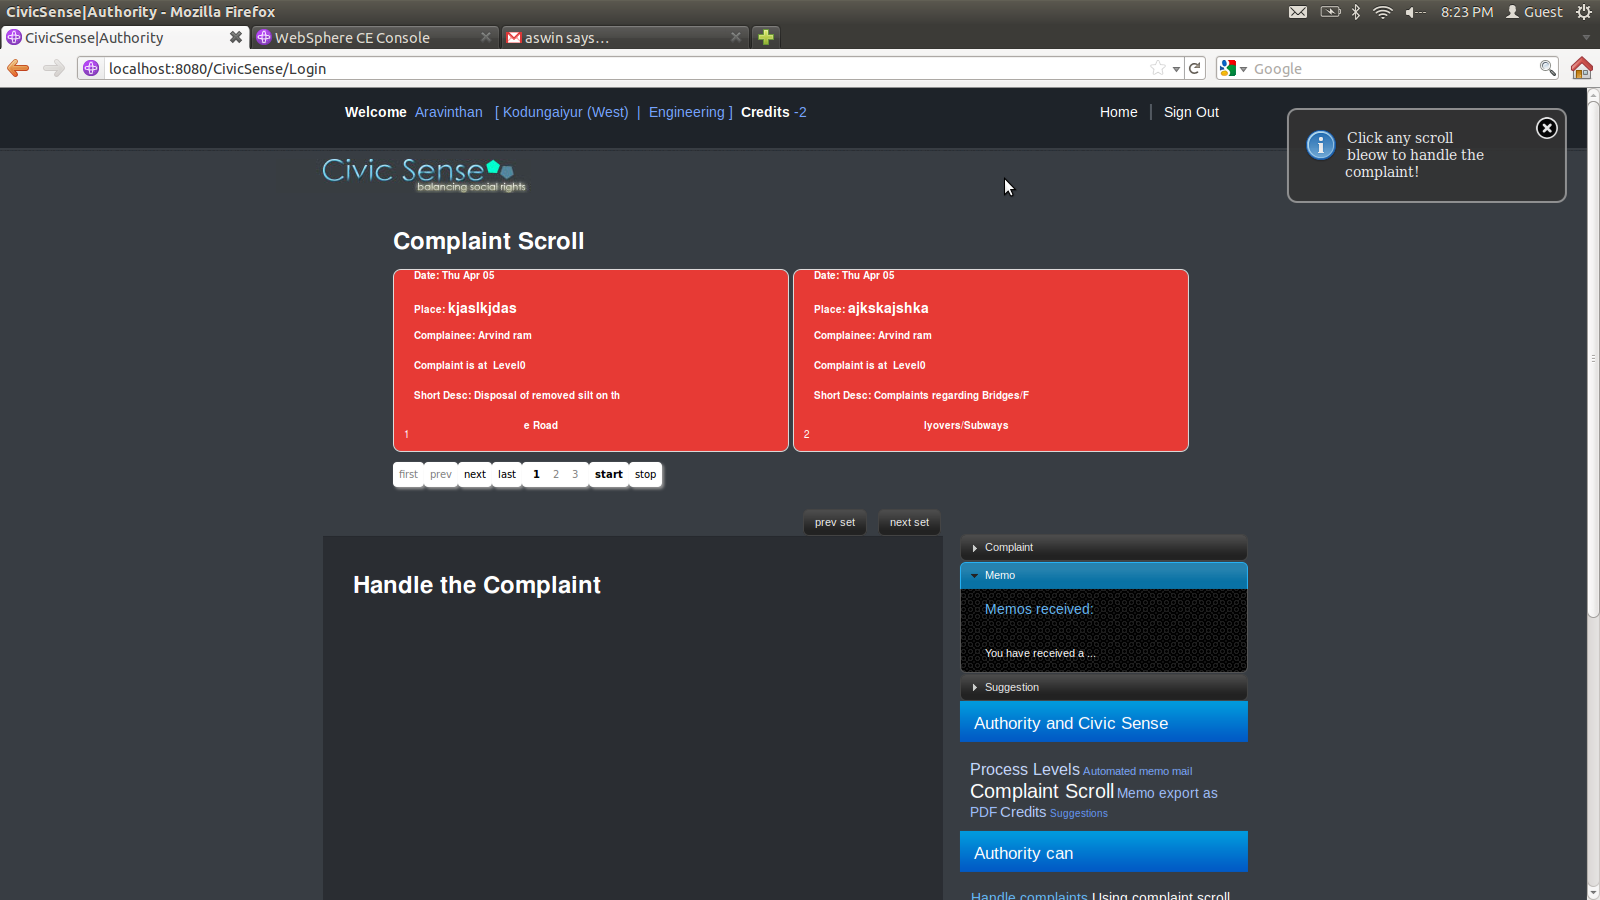 CivicSense|Authority - Mozilla Firefox
8:23 PM Guest
CivicSense|Authority
WebSphere CE Console
aswin says...
localhost:8080/CivicSense/Login
Google
Welcome Aravinthan [ Kodungaiyur (West) | Engineering ] Credits -2
Home | Sign Out
Click any scroll
bleow to handle the
complaint!
Civic Sense
balancing social rights
Complaint Scroll
Date: Thu Apr 05
Place: kjaslkjdas
Complainee: Arvind ram
Complaint is at Level0
Short Desc: Disposal of removed silt on th
e Road
1
Date: Thu Apr 05
Place: ajkskajshka
Complainee: Arvind ram
Complaint is at Level0
Short Desc: Complaints regarding Bridges/F
lyovers/Subways
2
first prev next last 1 2 3 start stop
prev set next set
Handle the Complaint
Complaint
Memo
Memos received:
You have received a ...
Suggestion
Authority and Civic Sense
Process Levels Automated memo mail
Complaint Scroll Memo export as
PDF Credits Suggestions
Authority can
Handle complaints Using complaint scroll